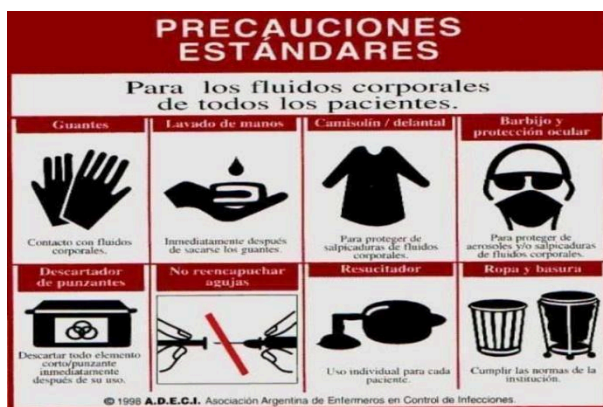 PRECAUCIONES
ESTÁNDARES
Para los fluidos corporales
de todos los pacientes.
Guantes
Contacto con fluidos
corporales.
Lavado de manos
Inmediatamente después
de sacarse los guantes.
Camisolín / delantal
Para proteger de
salpicaduras de fluidos
corporales.
Barbijo y
protección ocular
Para proteger de
aerosoles y/o salpicaduras
de fluidos corporales.
Descartador
de punzantes
Descartar todo elemento
corto/punzante
inmediatamente
después de su uso.
No reencapuchar
agujas
Resucitador
Uso individual para cada
paciente.
Ropa y basura
Cumplir las normas de la
institución.
© 1998 A.D.E.C.I. Asociación Argentina de Enfermeros en Control de Infecciones.